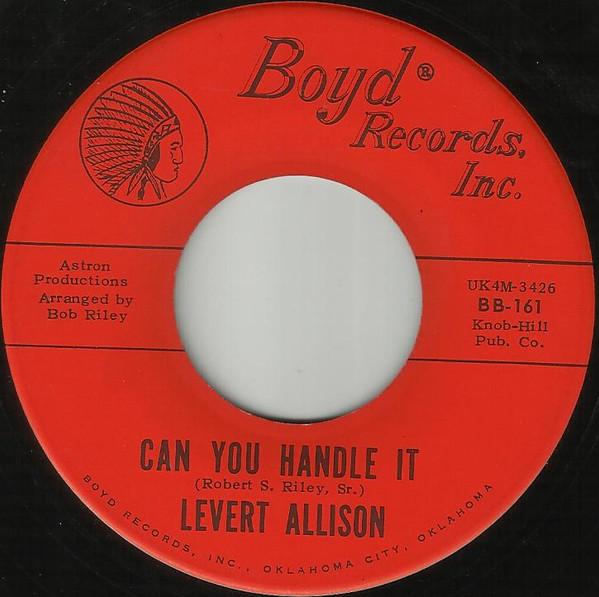 Boyd®
Records,
Inc.
Astron
Productions
Arranged by
Bob Riley
UK4M-3426
BB-161
Knob-Hill
Pub. Co.
CAN YOU HANDLE IT
(Robert S. Riley, Sr.)
LEVERT ALLISON
BOYD RECORDS, INC., OKLAHOMA CITY, OKLAHOMA